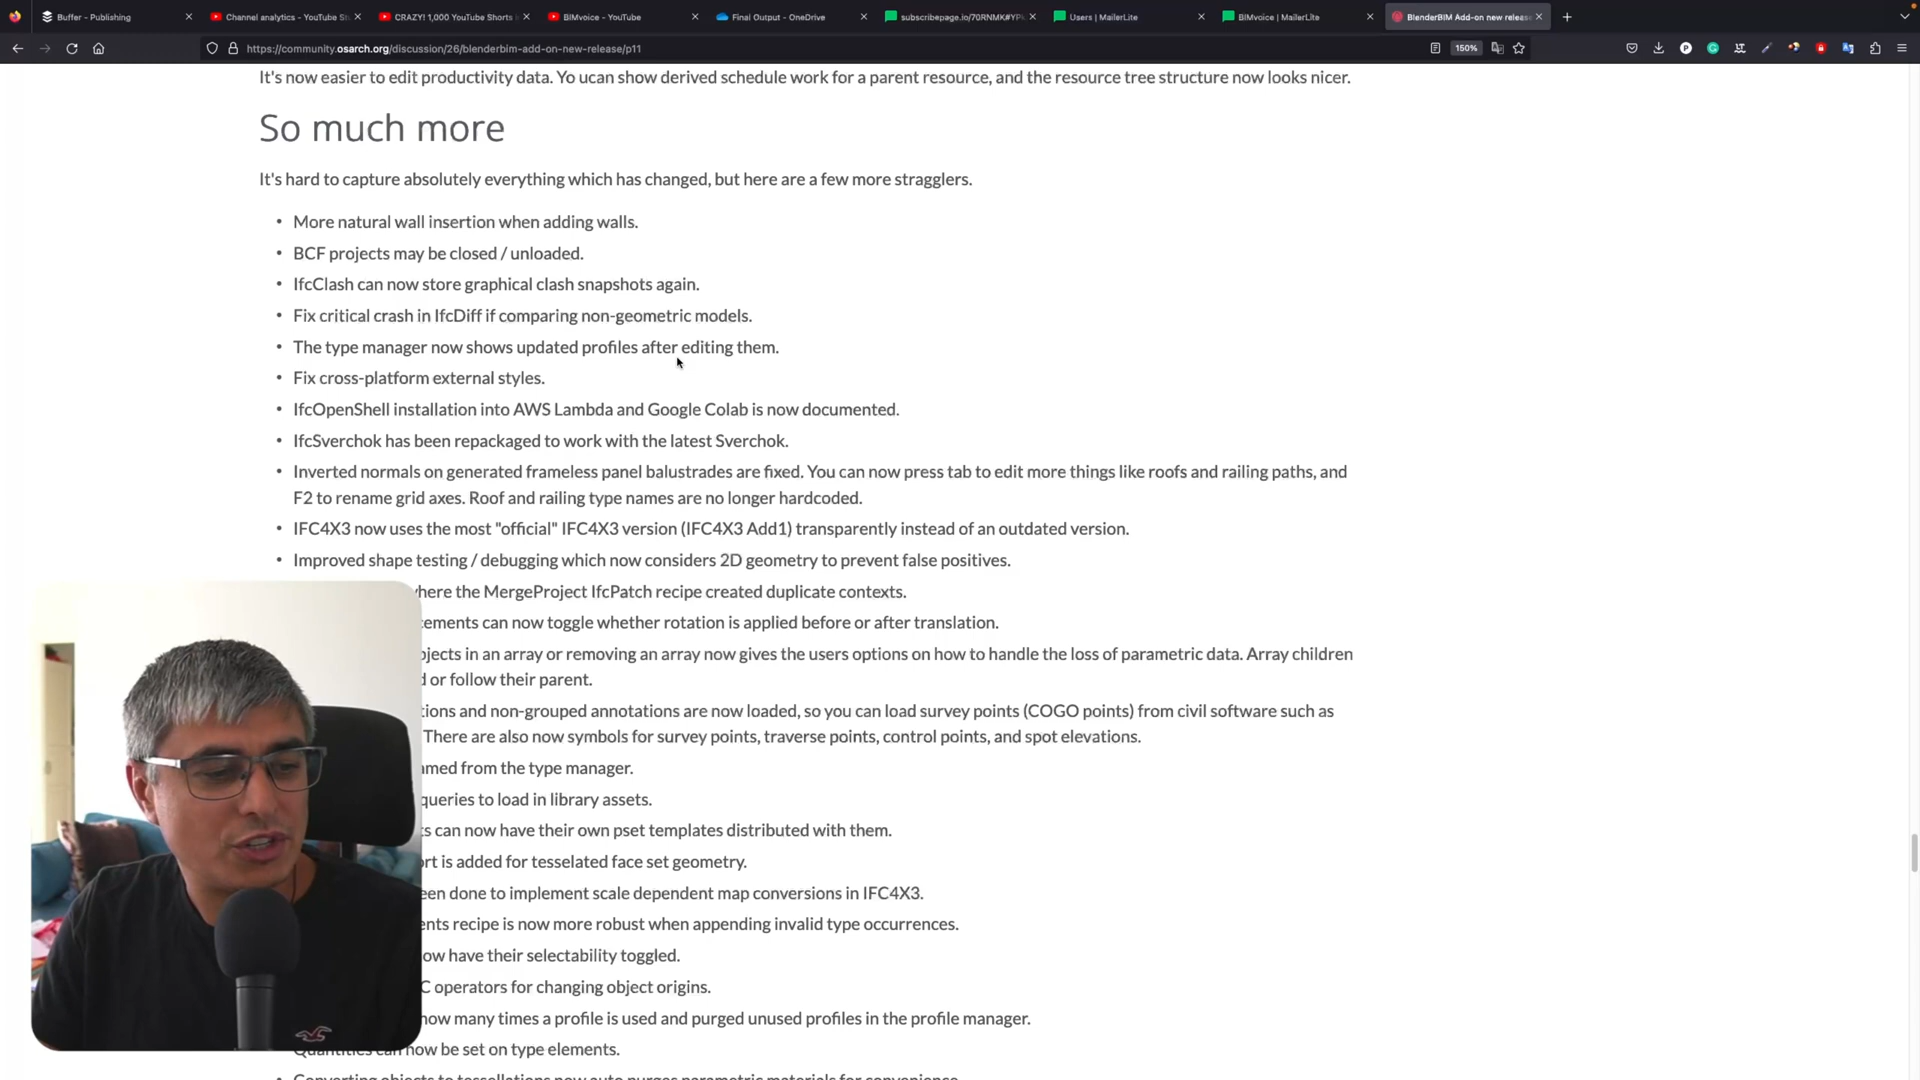 Buffer - Publishing
Channel analytics - YouTube St
CRAZY! 1,000 YouTube Shorts
BIMvoice - YouTube
Final Output - OneDrive
subscribepage.io/70RNMK#YPk
Users | MailerLite
BIMvoice | MailerLite
BlenderBIM Add-on new releas
https://community.osarch.org/discussion/26/blenderbim-add-on-new-release/p11
150%
It's now easier to edit productivity data. Yo ucan show derived schedule work for a parent resource, and the resource tree structure now looks nicer.
So much more
It's hard to capture absolutely everything which has changed, but here are a few more stragglers.
• More natural wall insertion when adding walls.
• BCF projects may be closed / unloaded.
• IfcClash can now store graphical clash snapshots again.
• Fix critical crash in IfcDiff if comparing non-geometric models.
• The type manager now shows updated profiles after editing them.
• Fix cross-platform external styles.
• IfcOpenShell installation into AWS Lambda and Google Colab is now documented.
• IfcSverchok has been repackaged to work with the latest Sverchok.
• Inverted normals on generated frameless panel balustrades are fixed. You can now press tab to edit more things like roofs and railing paths, and
F2 to rename grid axes. Roof and railing type names are no longer hardcoded.
• IFC4X3 now uses the most "official" IFC4X3 version (IFC4X3 Add1) transparently instead of an outdated version.
• Improved shape testing / debugging which now considers 2D geometry to prevent false positives.
here the MergeProject IfcPatch recipe created duplicate contexts.
cements can now toggle whether rotation is applied before or after translation.
bjects in an array or removing an array now gives the users options on how to handle the loss of parametric data. Array children
d or follow their parent.
tions and non-grouped annotations are now loaded, so you can load survey points (COGO points) from civil software such as
There are also now symbols for survey points, traverse points, control points, and spot elevations.
amed from the type manager.
queries to load in library assets.
ts can now have their own pset templates distributed with them.
ort is added for tesselated face set geometry.
een done to implement scale dependent map conversions in IFC4X3.
ents recipe is now more robust when appending invalid type occurrences.
ow have their selectability toggled.
C operators for changing object origins.
how many times a profile is used and purged unused profiles in the profile manager.
Quantities can now be set on type elements.
• Converting objects to tessellations now auto purges parametric materials for convenience.